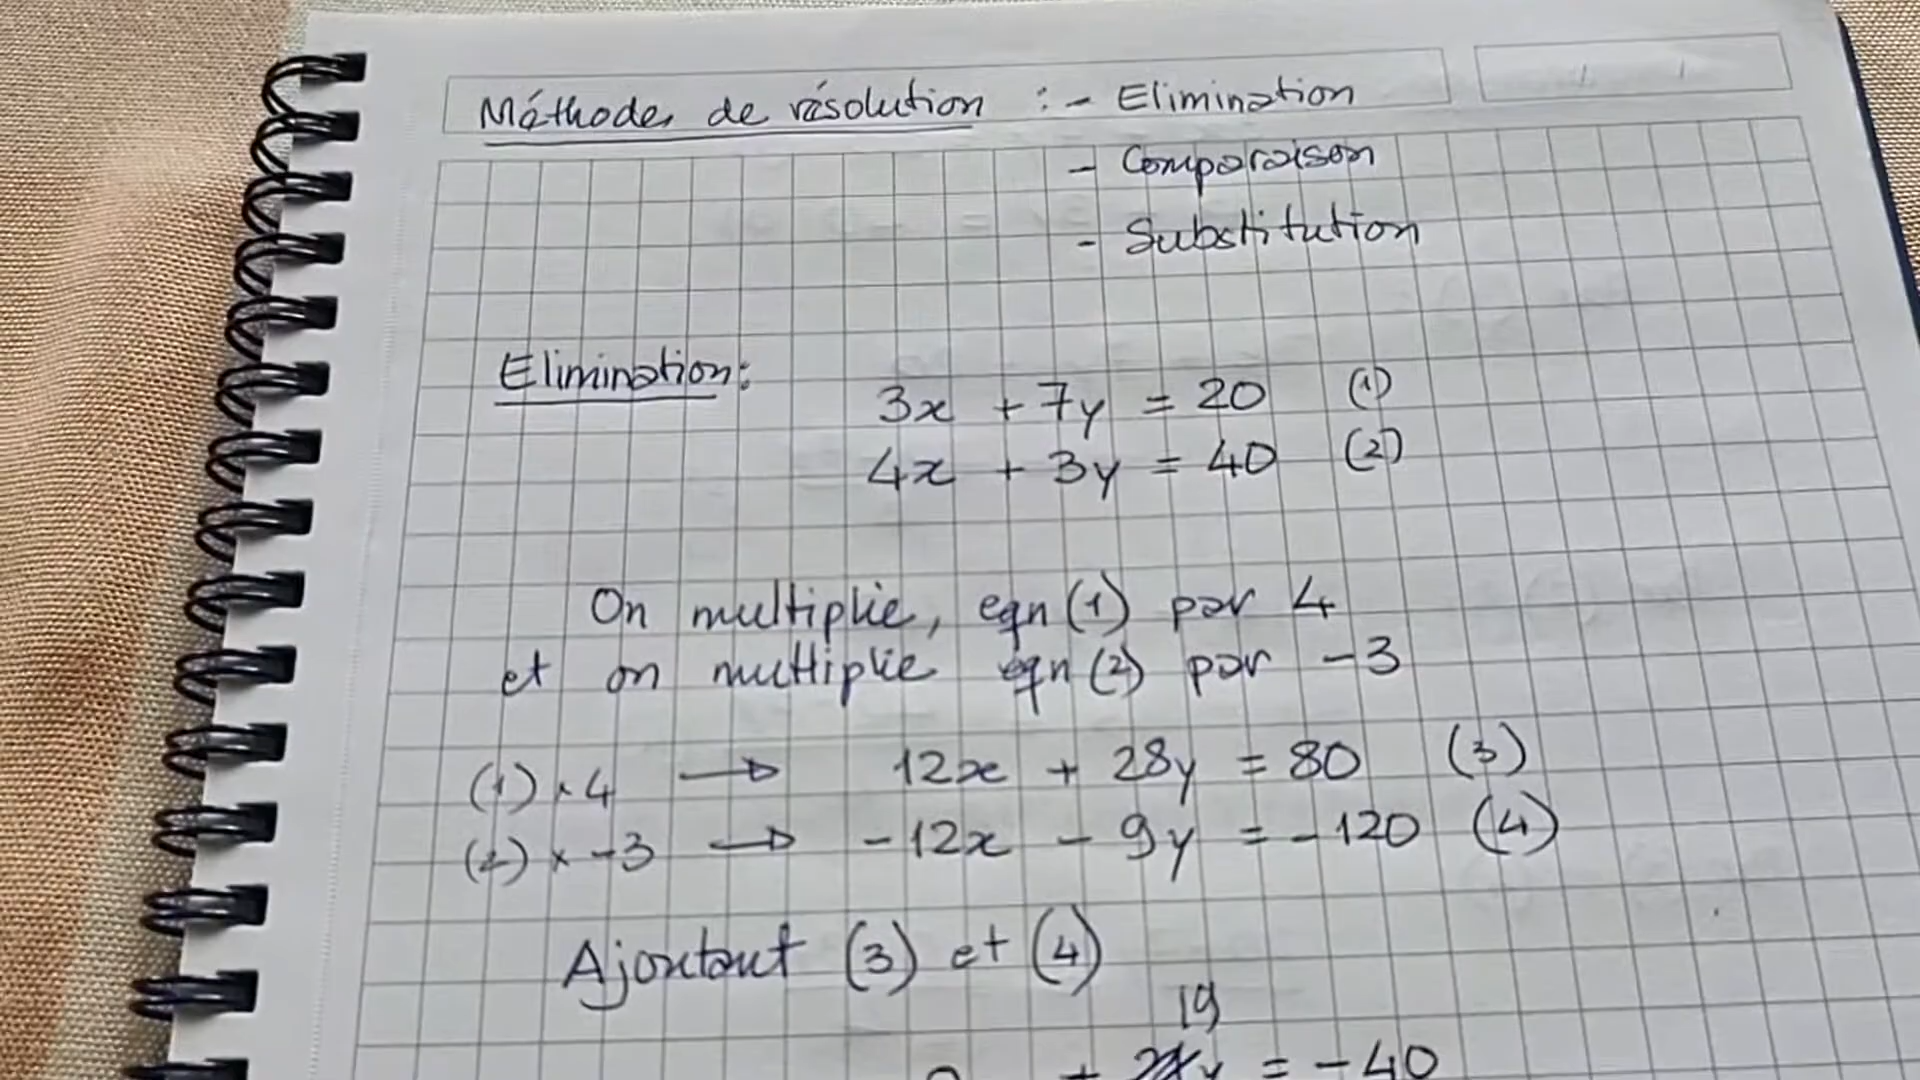 Méthodes de résolution : - Elimination
- Comparaison
- Substitution
Elimination:
3x + 7y = 20 (1)
4x + 3y = 40 (2)
On multiplie, eqn (1) par 4
et on multiplie eqn (2) par -3
(1) × 4 → 12x + 28y = 80 (3)
(2) × -3 → -12x - 9y = -120 (4)
Ajoutant (3) et (4)
19
+ y = -40